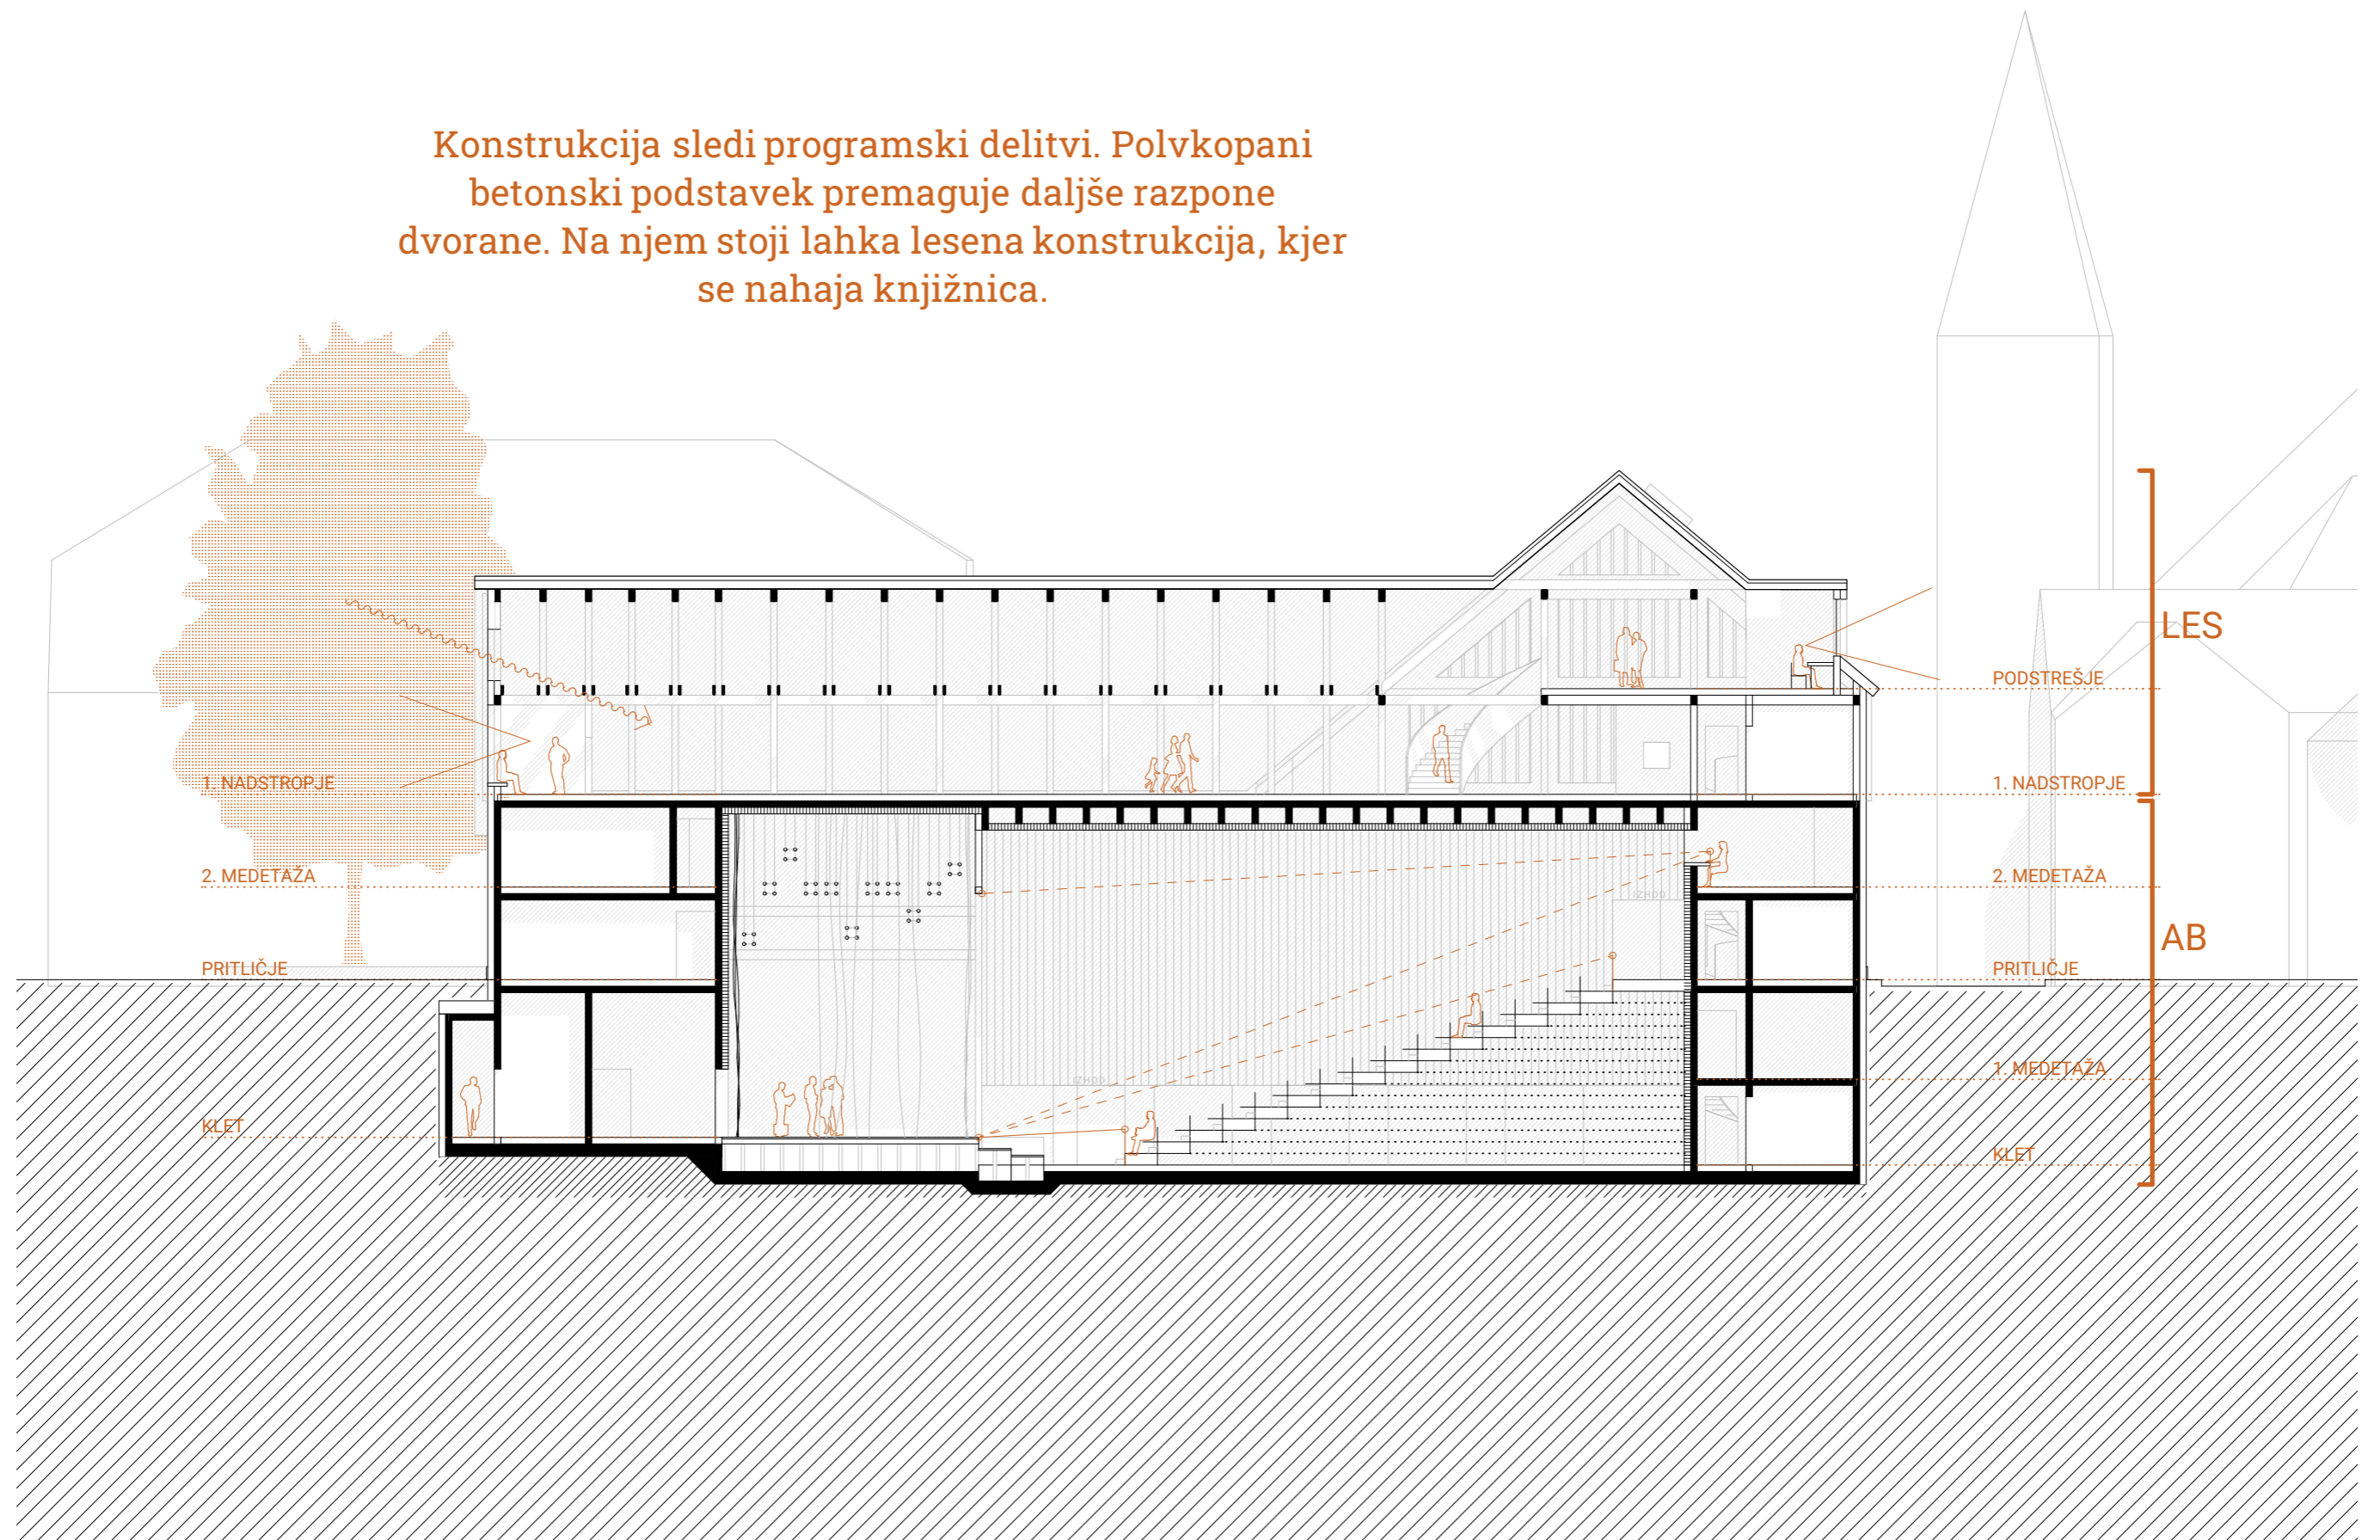 Konstrukcija sledi programski delitvi. Polvkopani
betonski podstavek premaguje daljše razpone
dvorane. Na njem stoji lahka lesena konstrukcija, kjer
se nahaja knjižnica.
LES
PODSTREŠJE
1. NADSTROPJE
1. NADSTROPJE
2. MEDETAŽA
2. MEDETAŽA
IZHOD
AB
PRITLIČJE
PRITLIČJE
1. MEDETAŽA
IZHOD
KLET
KLET